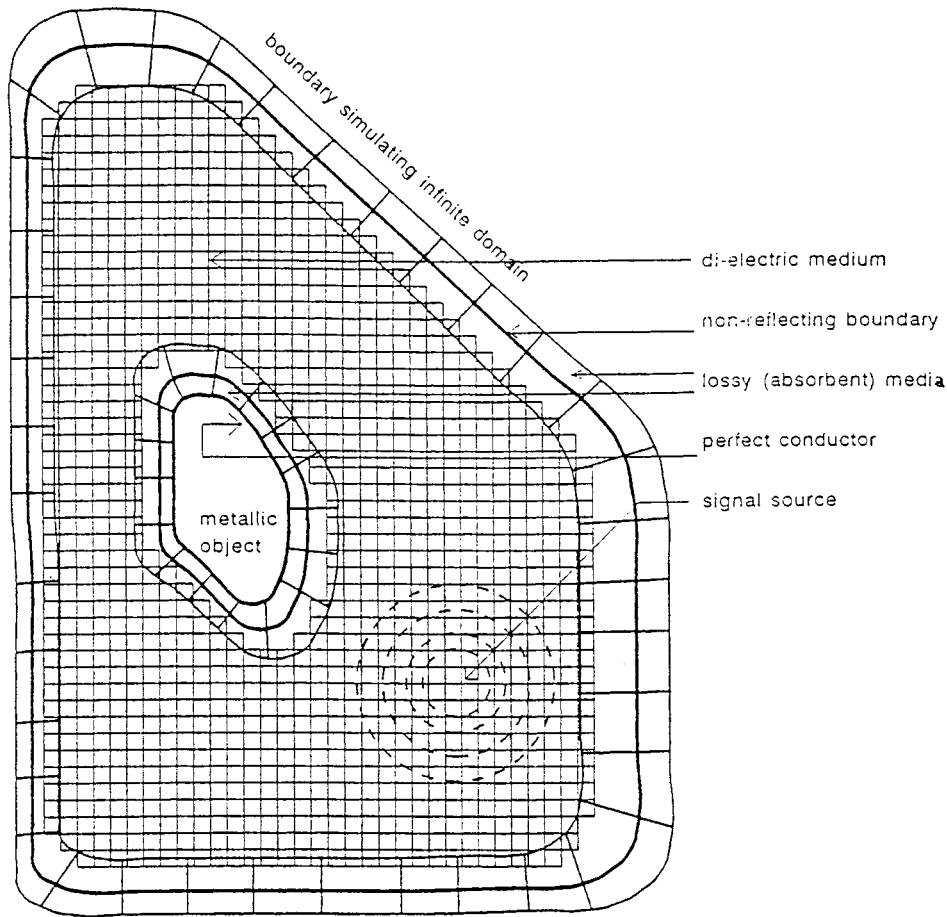 boundary simulating infinite domain
di-electric medium
non-reflecting boundary
lossy (absorbent) media
perfect conductor
signal source
metallic
object